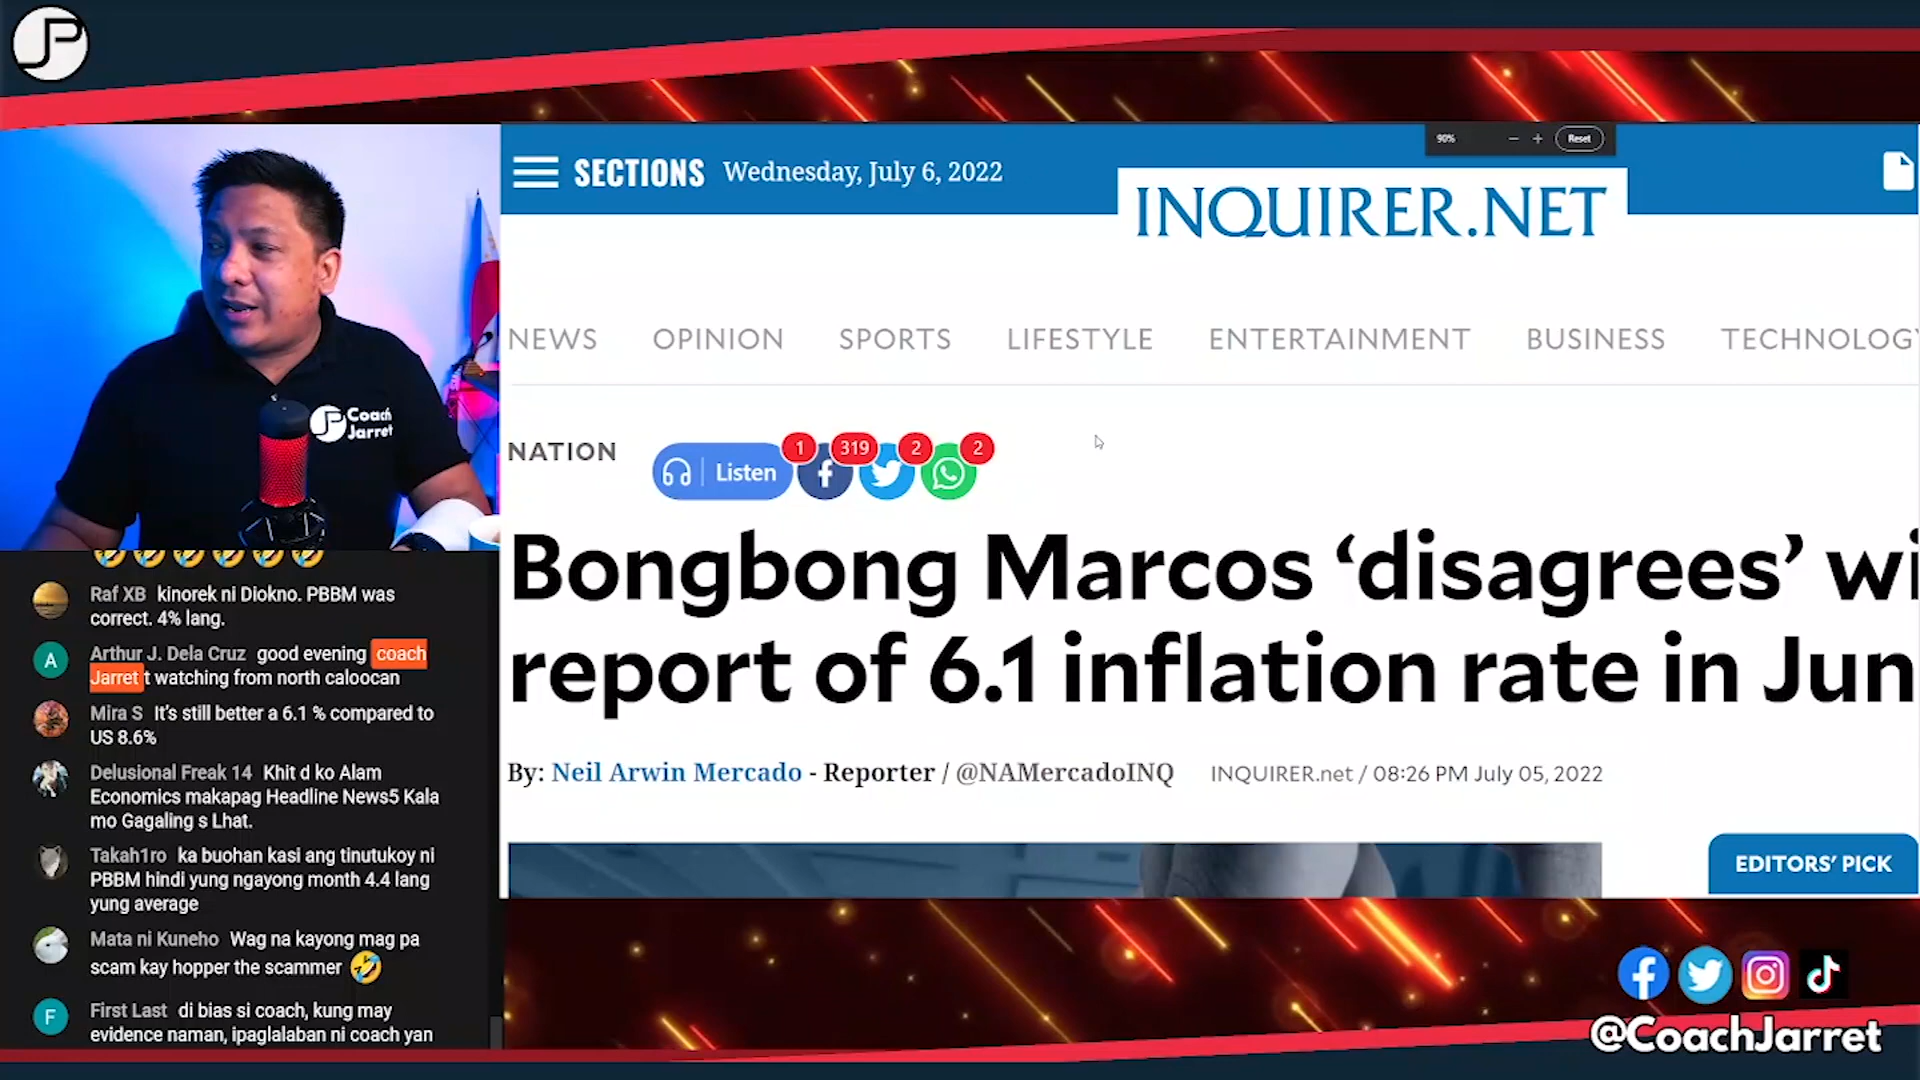 JP
SECTIONS Wednesday, July 6, 2022
INQUIRER.NET
90% − + Reset
NEWS OPINION SPORTS LIFESTYLE ENTERTAINMENT BUSINESS TECHNOLOGY
NATION
Listen 1 319 2 2
Bongbong Marcos ‘disagrees’ wi
report of 6.1 inflation rate in Jun
By: Neil Arwin Mercado - Reporter / @NAMercadoINQ INQUIRER.net / 08:26 PM July 05, 2022
EDITORS’ PICK
JP Coach
Jarret
🤣🤣🤣🤣🤣🤣
Raf XB kinorek ni Diokno. PBBM was
correct. 4% lang.
A Arthur J. Dela Cruz good evening coach
Jarret t watching from north caloocan
Mira S It’s still better a 6.1 % compared to
US 8.6%
Delusional Freak 14 Khit d ko Alam
Economics makapag Headline News5 Kala
mo Gagaling s Lhat.
Takah1ro ka buohan kasi ang tinutukoy ni
PBBM hindi yung ngayong month 4.4 lang
yung average
Mata ni Kuneho Wag na kayong mag pa
scam kay hopper the scammer 🤣
F First Last di bias si coach, kung may
evidence naman, ipaglalaban ni coach yan
@CoachJarret